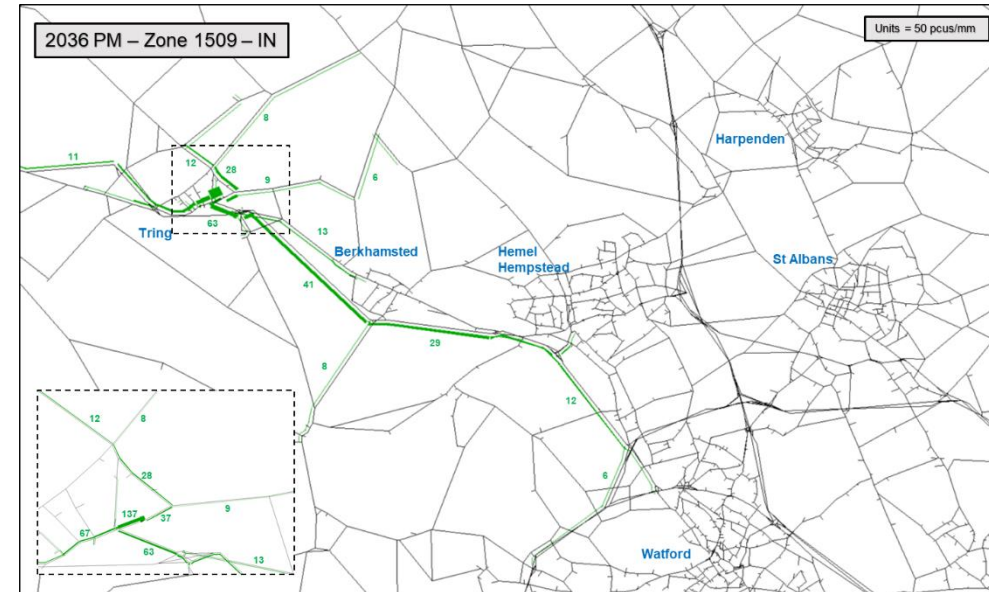 2036 PM – Zone 1509 – IN
Units = 50 pcus/mm
8
Harpenden
11
12
28
9
6
63
Tring
13
Berkhamsted
Hemel
Hempstead
St Albans
41
29
8
12
12
8
28
6
137
37
9
67
63
13
Watford